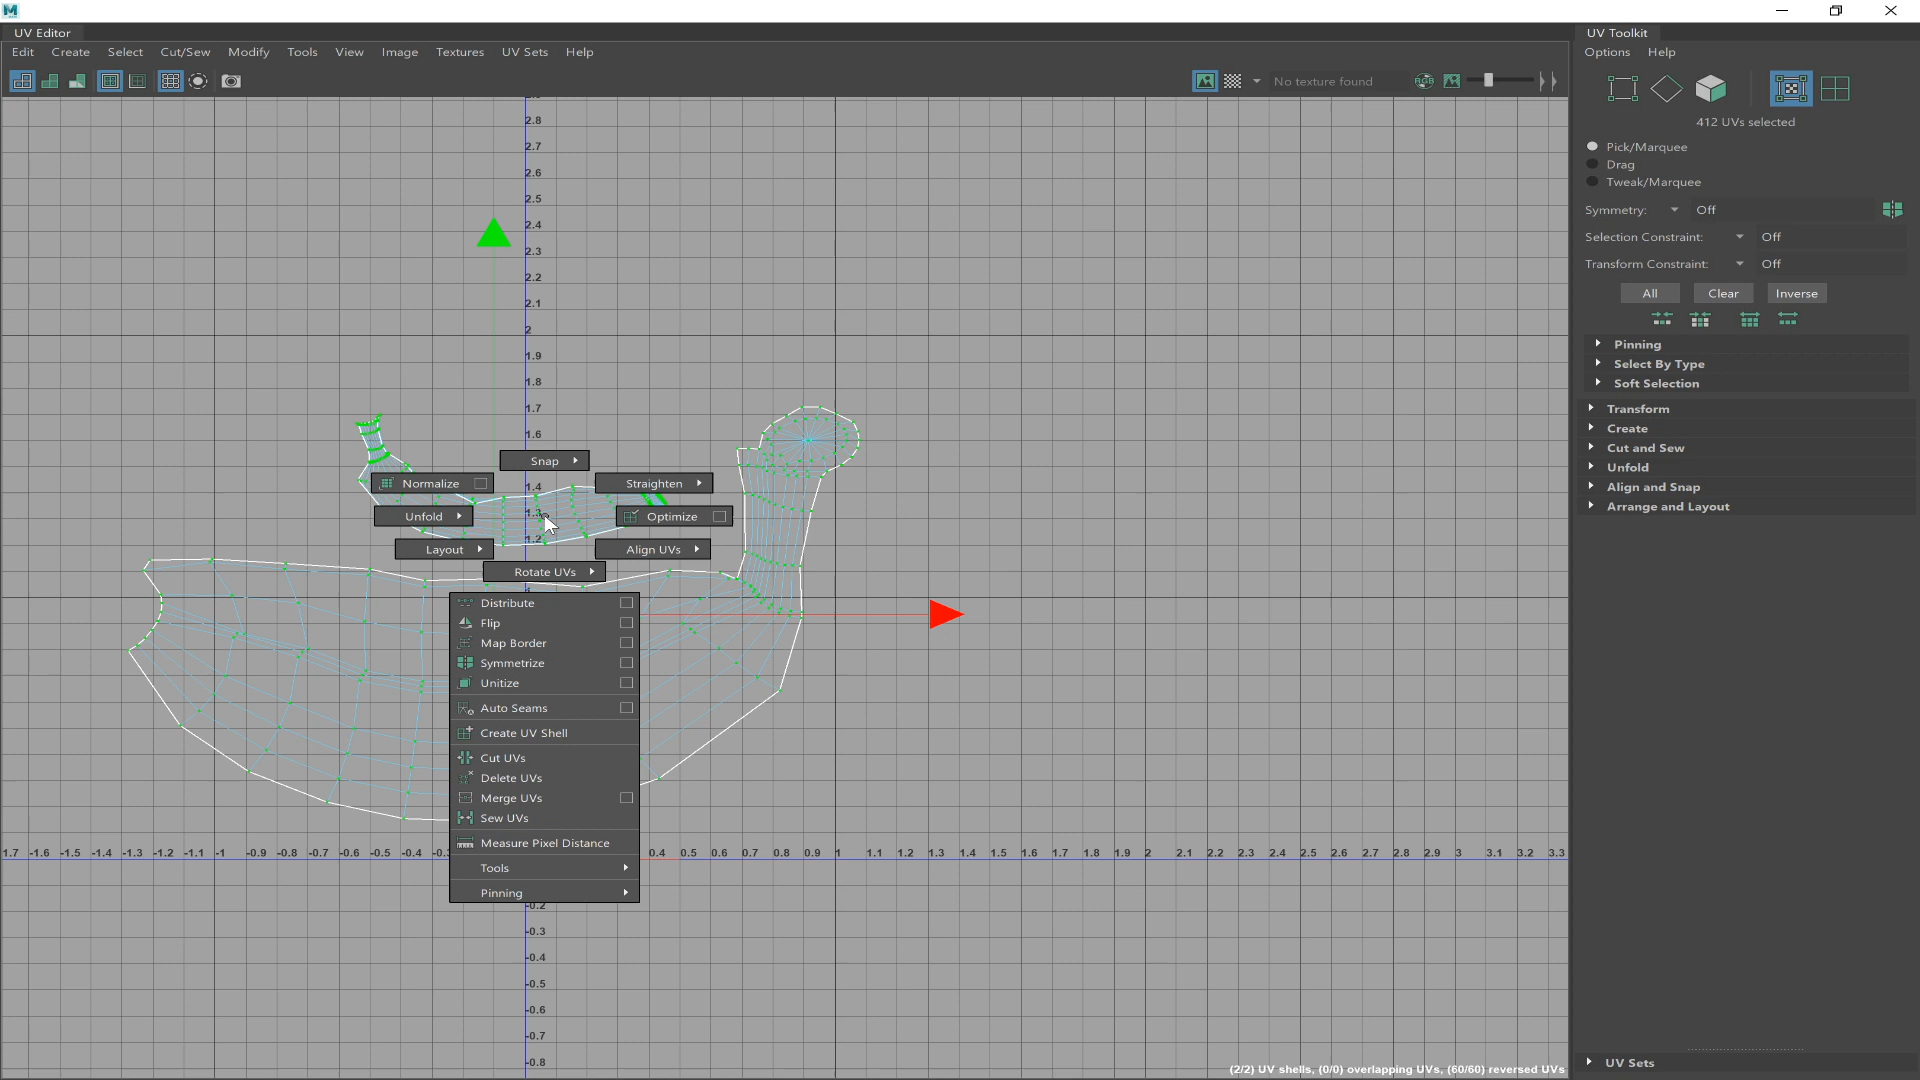 M
UV Editor
Edit Create Select Cut/Sew Modify Tools View Image Textures UV Sets Help
No texture found
RGB
2.8
2.7
2.6
2.5
2.4
2.3
2.2
2.1
2
1.9
1.8
1.7
1.6
Snap
Normalize
1.4
Straighten
Unfold
1.3
Optimize
1.2
Layout
Align UVs
Rotate UVs
Distribute
Flip
Map Border
Symmetrize
Unitize
Auto Seams
Create UV Shell
Cut UVs
Delete UVs
Merge UVs
Sew UVs
Measure Pixel Distance
Tools
Pinning
1.7 -1.6 -1.5 -1.4 -1.3 -1.2 -1.1 -1 -0.9 -0.8 -0.7 -0.6 -0.5 -0.4 0.4 0.5 0.6 0.7 0.8 0.9 1 1.1 1.2 1.3 1.4 1.5 1.6 1.7 1.8 1.9 2 2.1 2.2 2.3 2.4 2.5 2.6 2.7 2.8 2.9 3 3.1 3.2 3.3
-0.2
-0.3
-0.4
-0.5
-0.6
-0.7
-0.8
(2/2) UV shells, (0/0) overlapping UVs, (60/60) reversed UVs
UV Toolkit
Options Help
412 UVs selected
Pick/Marquee
Drag
Tweak/Marquee
Symmetry: Off
Selection Constraint: Off
Transform Constraint: Off
All Clear Inverse
Pinning
Select By Type
Soft Selection
Transform
Create
Cut and Sew
Unfold
Align and Snap
Arrange and Layout
UV Sets